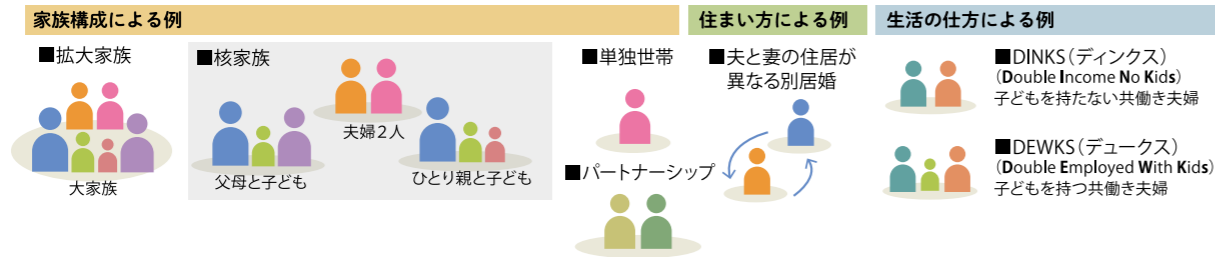 家族構成による例
■拡大家族
大家族
■核家族
夫婦2人
父母と子ども
ひとり親と子ども
■単独世帯
■パートナーシップ
住まい方による例
■夫と妻の住居が
異なる別居婚
生活の仕方による例
■DINKS（ディンクス）
（Double Income No Kids）
子どもを持たない共働き夫婦
■DEWKS（デュークス）
（Double Employed With Kids）
子どもを持つ共働き夫婦